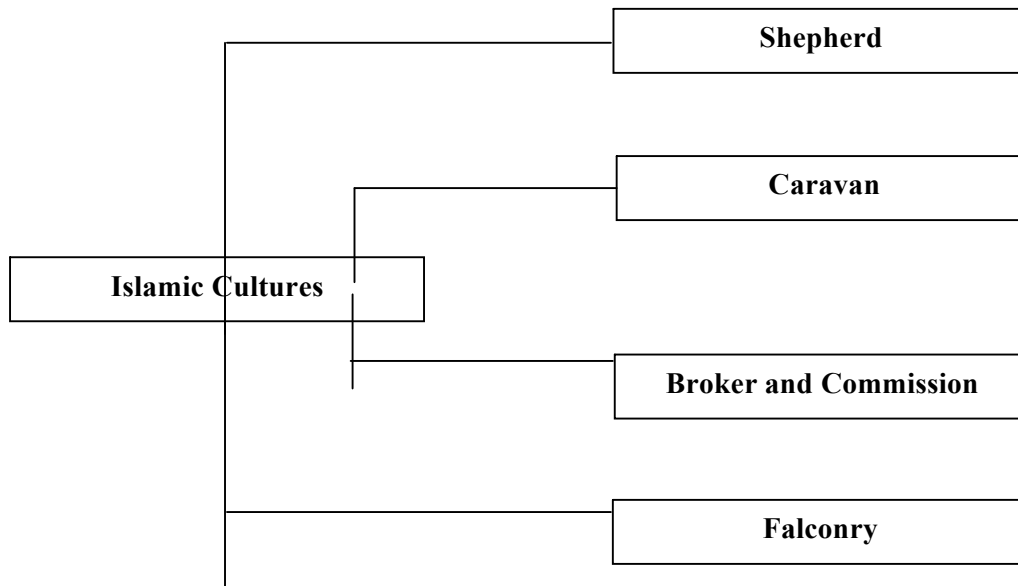 Shepherd
Caravan
Islamic Cultures
Broker and Commission
Falconry